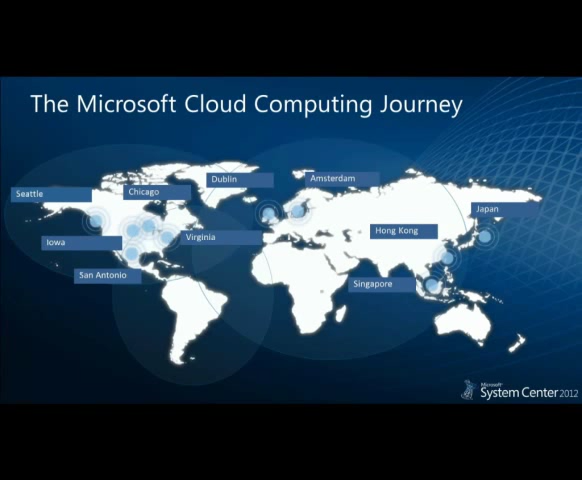 The Microsoft Cloud Computing Journey
Dublin
Amsterdam
Seattle
Chicago
Japan
Hong Kong
Iowa
Virginia
San Antonio
Singapore
Microsoft
System Center 2012